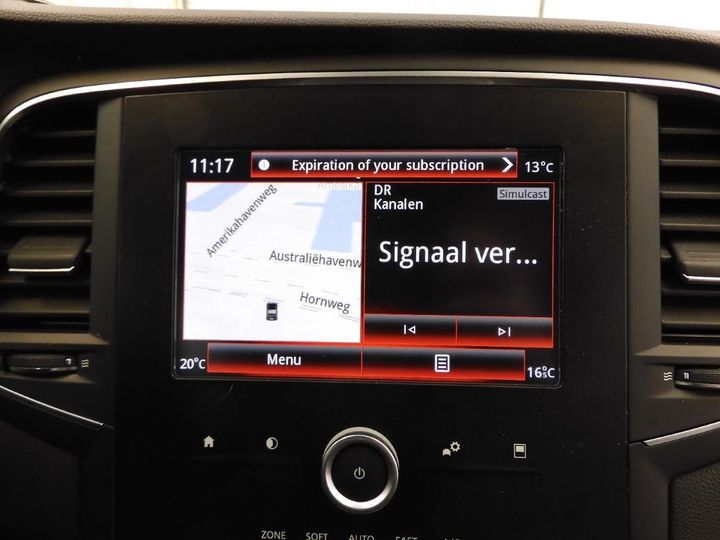 11:17
Expiration of your subscription
13°C
Amerikahavenweg
Australiëhavenw
Hornweg
DR
Kanalen
Simulcast
Signaal ver...
20°C
Menu
16°C
ZONE SOFT AUTO FAST